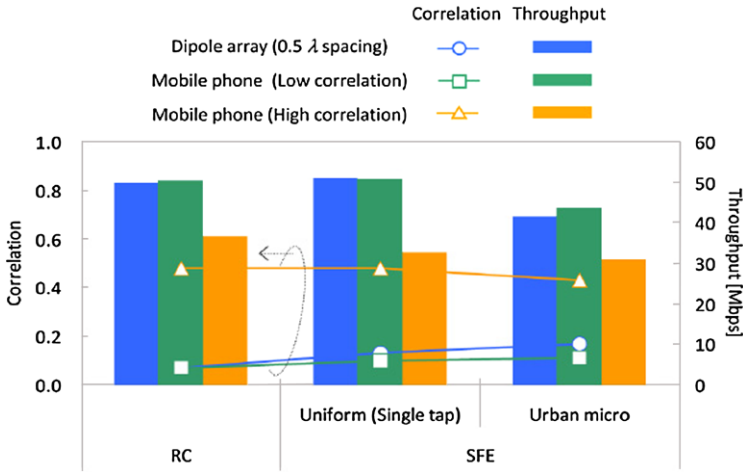 Correlation Throughput
Dipole array (0.5 λ spacing)
Mobile phone (Low correlation)
Mobile phone (High correlation)
1.0
0.8
0.6
0.4
0.2
0.0
Correlation
60
50
40
30
20
10
0
Throughput [Mbps]
Uniform (Single tap) Urban micro
RC SFE